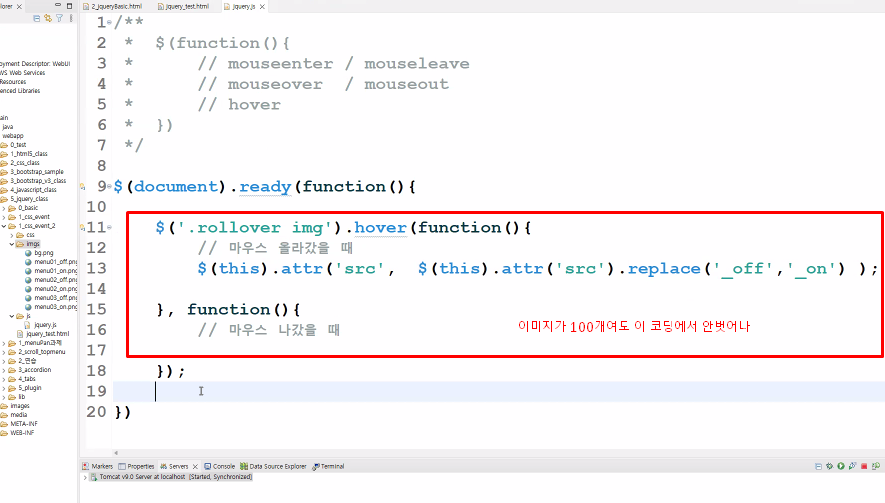 lorer
2_jqueryBasic.html
jquery_test.html
jquery.js
oyment Descriptor: WebUI
WS Web Services
Resources
erenced Libraries
ain
java
webapp
0_test
1_html5_class
2_css_class
3_bootstrap_sample
3_bootstrap_v3_class
4_javascript_class
5_jquery_class
0_basic
1_css_event
1_css_event_2
css
imgs
bg.png
menu01_off.png
menu01_on.png
menu02_off.png
menu02_on.png
menu03_off.png
menu03_on.png
js
jquery.js
jquery_test.html
1_menuPan과제
2_scroll_topmenu
2_연습
3_accordion
4_tabs
5_plugin
lib
images
media
META-INF
WEB-INF
1 /**
2 * $(function(){
3 * // mouseenter / mouseleave
4 * // mouseover / mouseout
5 * // hover
6 * })
7 */
8
9 $(document).ready(function(){
10
11 $('.rollover img').hover(function(){
12 // 마우스 올라갔을 때
13 $(this).attr('src', $(this).attr('src').replace('_off','_on') );
14
15 }, function(){
16 // 마우스 나갔을 때
이미지가 100개여도 이 코딩에서 안벗어나
17
18 });
19
20 })
Markers Properties Servers Console Data Source Explorer Terminal
Tomcat v9.0 Server at localhost [Started, Synchronized]